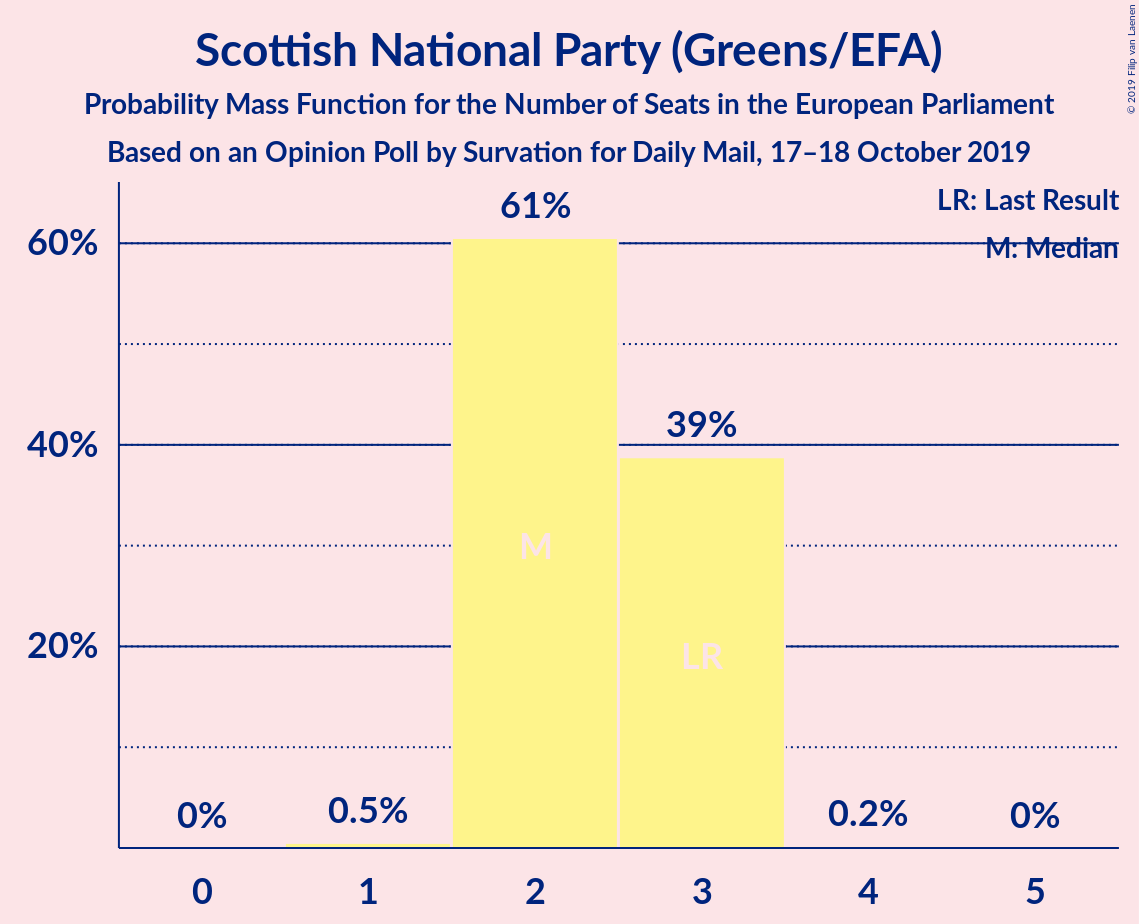 Scottish National Party (Greens/EFA)
Probability Mass Function for the Number of Seats in the European Parliament
Based on an Opinion Poll by Survation for Daily Mail, 17–18 October 2019
© 2019 Filip van Laenen
LR: Last Result
M: Median
61%
60%
39%
40%
M
LR
20%
0%
0.5%
0.2%
0%
0 1 2 3 4 5